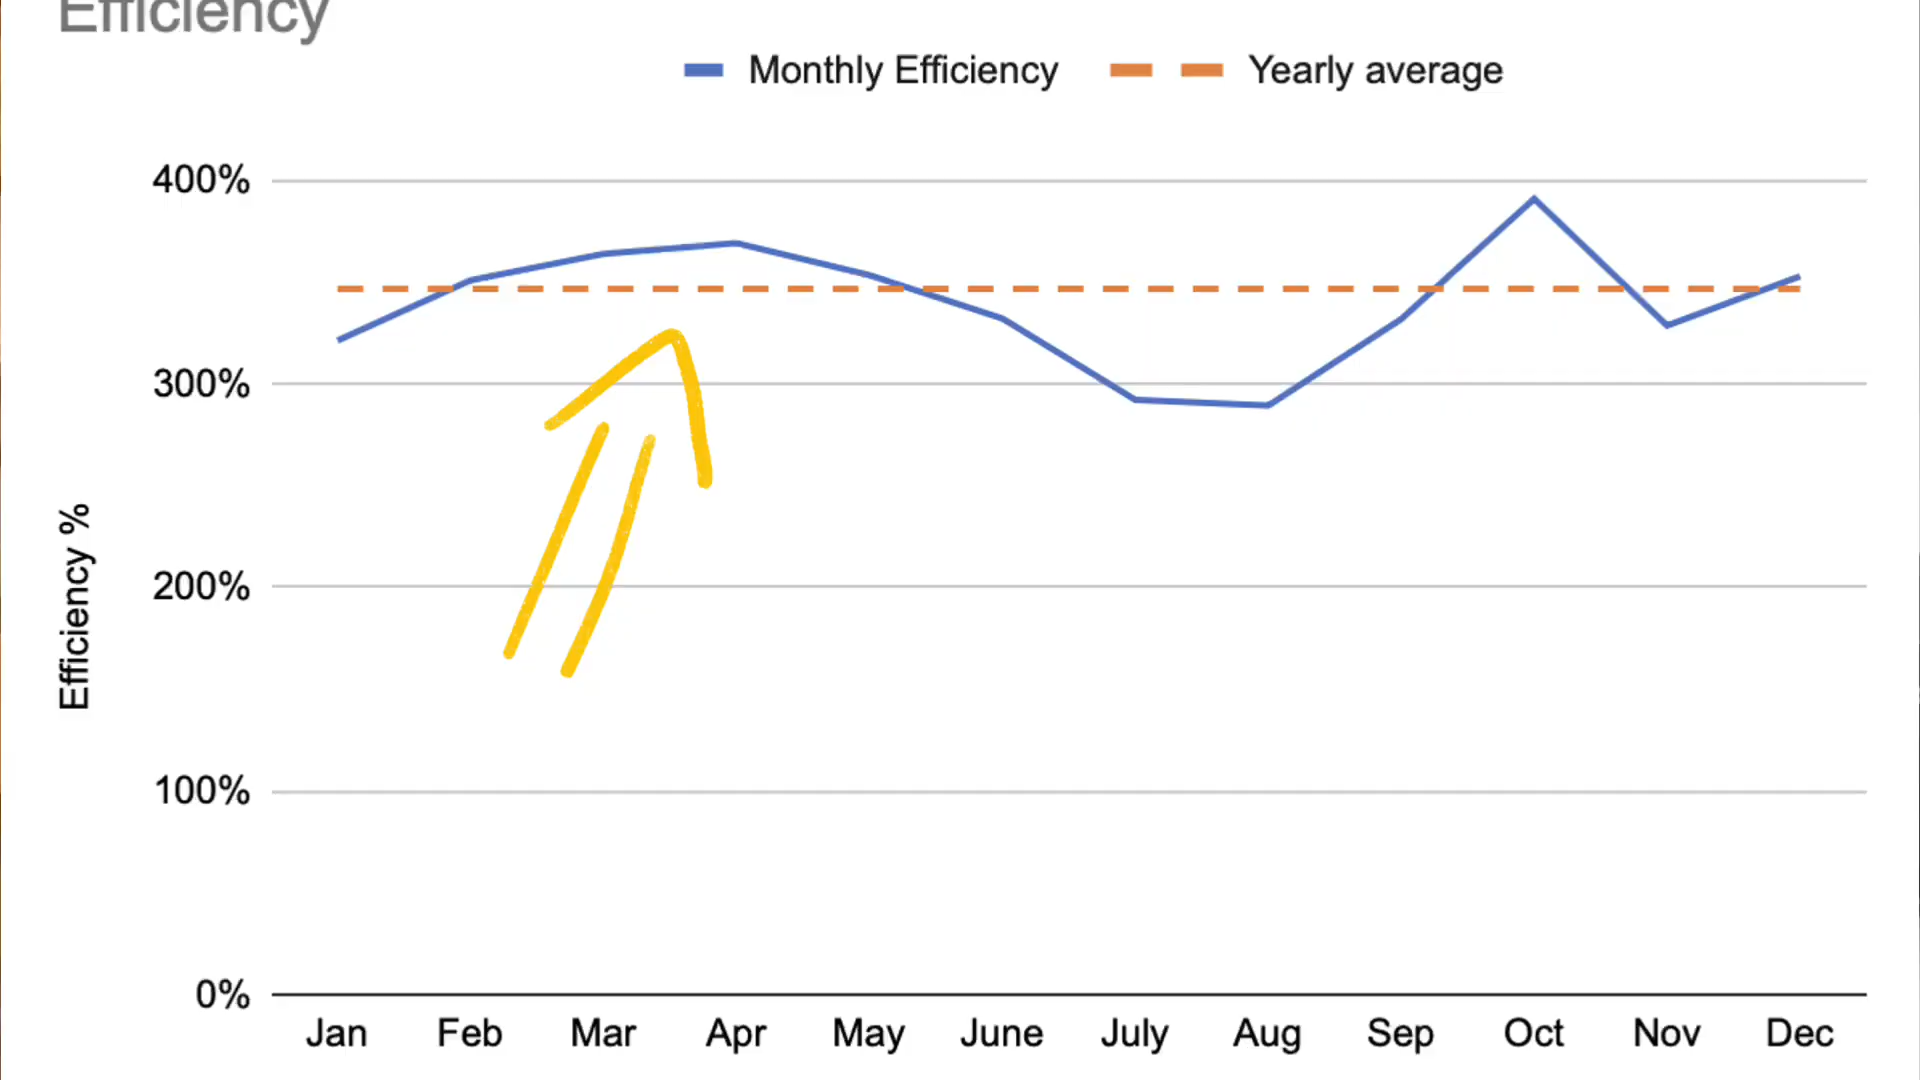 Efficiency
Monthly Efficiency
Yearly average
400%
300%
200%
100%
0%
Efficiency %
Jan Feb Mar Apr May June July Aug Sep Oct Nov Dec